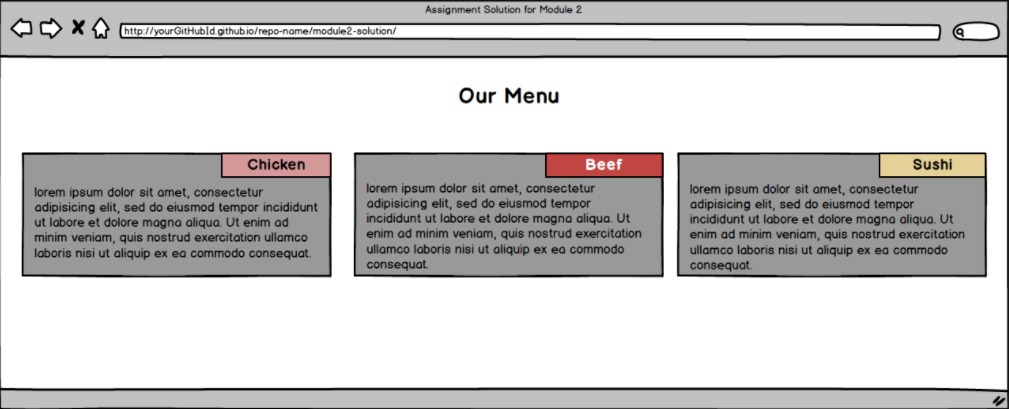 Assignment Solution for Module 2
http://yourGitHubId.github.io/repo-name/module2-solution/
Our Menu
Chicken
lorem ipsum dolor sit amet, consectetur
adipisicing elit, sed do eiusmod tempor incididunt
ut labore et dolore magna aliqua. Ut enim ad
minim veniam, quis nostrud exercitation ullamco
laboris nisi ut aliquip ex ea commodo consequat.
Beef
lorem ipsum dolor sit amet, consectetur
adipisicing elit, sed do eiusmod tempor
incididunt ut labore et dolore magna aliqua. Ut
enim ad minim veniam, quis nostrud exercitation
ullamco laboris nisi ut aliquip ex ea commodo
consequat.
Sushi
lorem ipsum dolor sit amet, consectetur
adipisicing elit, sed do eiusmod tempor
incididunt ut labore et dolore magna aliqua. Ut
enim ad minim veniam, quis nostrud exercitation
ullamco laboris nisi ut aliquip ex ea commodo
consequat.